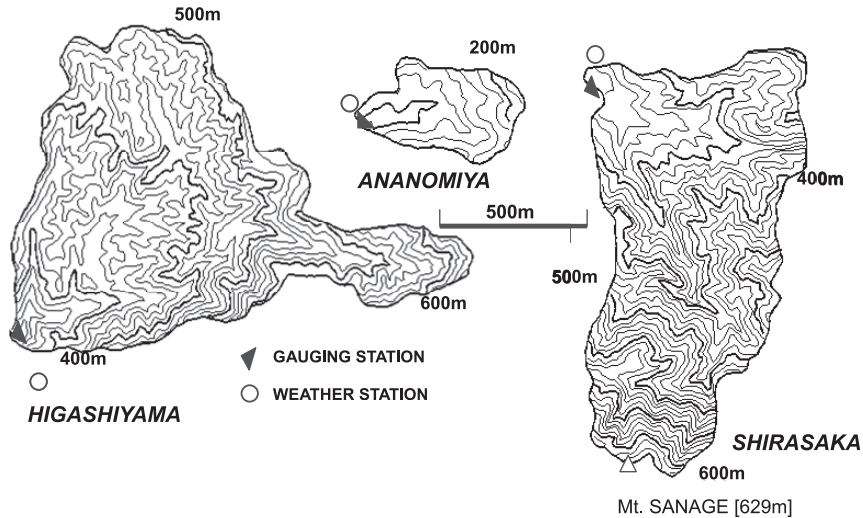 500m
200m
ANANOMIYA
400m
500m
500m
600m
400m
GAUGING STATION
WEATHER STATION
HIGASHIYAMA
SHIRASAKA
600m
Mt. SANAGE [629m]